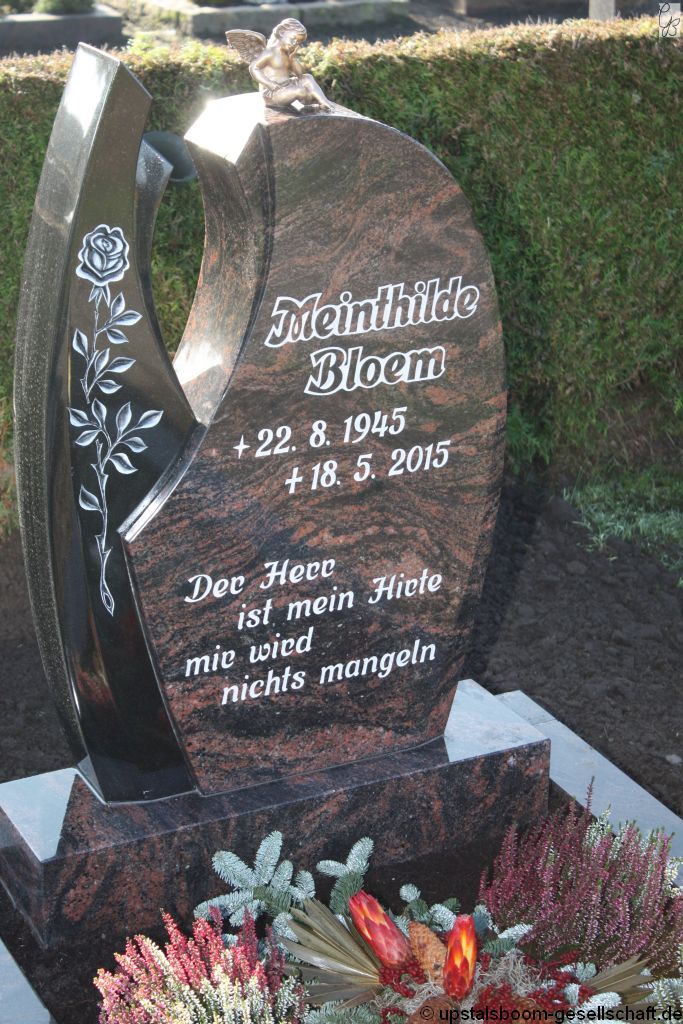 Meinthilde
Bloem
+ 22. 8. 1945
+ 18. 5. 2015
Der Herr
ist mein Hirte
mir wird
nichts mangeln
© upstalsboom-gesellschaft.de